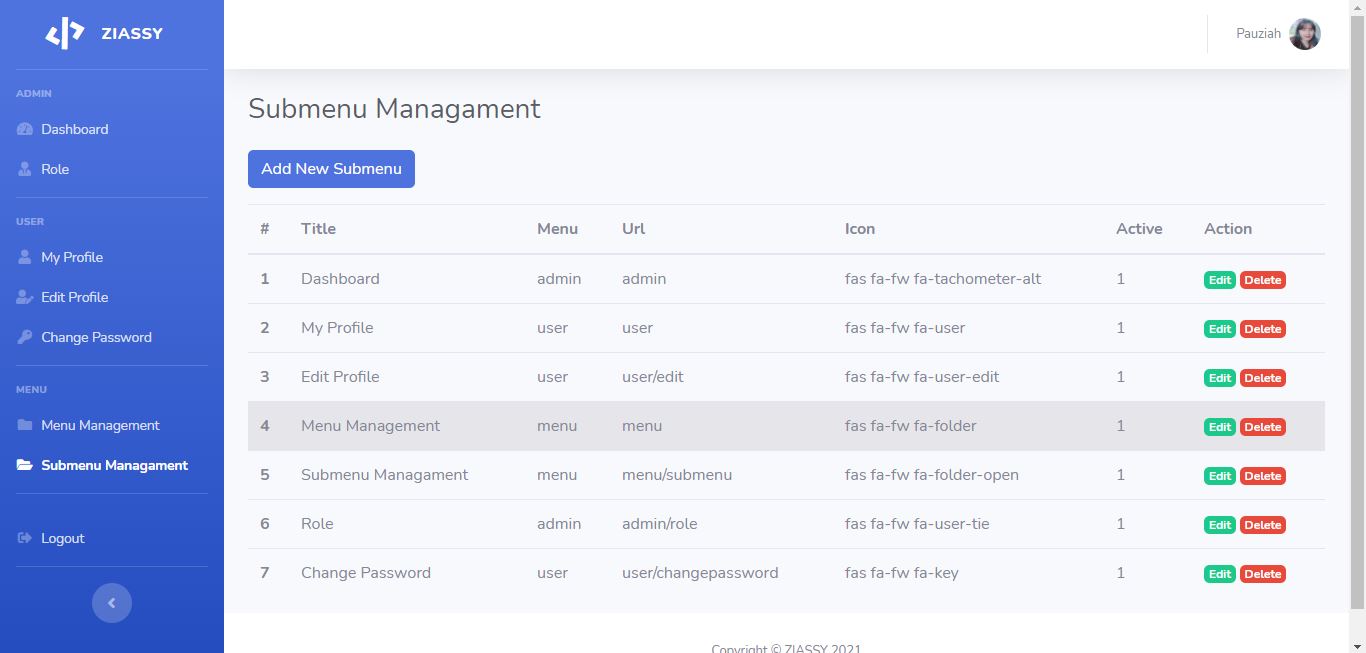 ZIASSY
ADMIN
Dashboard
Role
USER
My Profile
Edit Profile
Change Password
MENU
Menu Management
Submenu Managament
Logout
Pauziah
Submenu Managament
Add New Submenu
# Title Menu Url Icon Active Action
1 Dashboard admin admin fas fa-fw fa-tachometer-alt 1 Edit Delete
2 My Profile user user fas fa-fw fa-user 1 Edit Delete
3 Edit Profile user user/edit fas fa-fw fa-user-edit 1 Edit Delete
4 Menu Management menu menu fas fa-fw fa-folder 1 Edit Delete
5 Submenu Managament menu menu/submenu fas fa-fw fa-folder-open 1 Edit Delete
6 Role admin admin/role fas fa-fw fa-user-tie 1 Edit Delete
7 Change Password user user/changepassword fas fa-fw fa-key 1 Edit Delete
Copyright © ZIASSY 2021